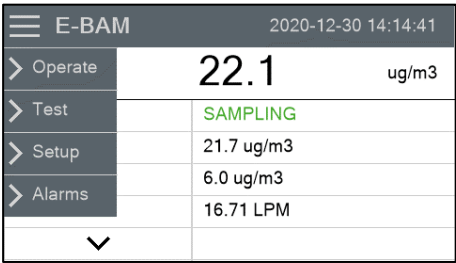 E-BAM 2020-12-30 14:14:41
Operate 22.1 ug/m3
Test SAMPLING
Setup 21.7 ug/m3
6.0 ug/m3
Alarms 16.71 LPM